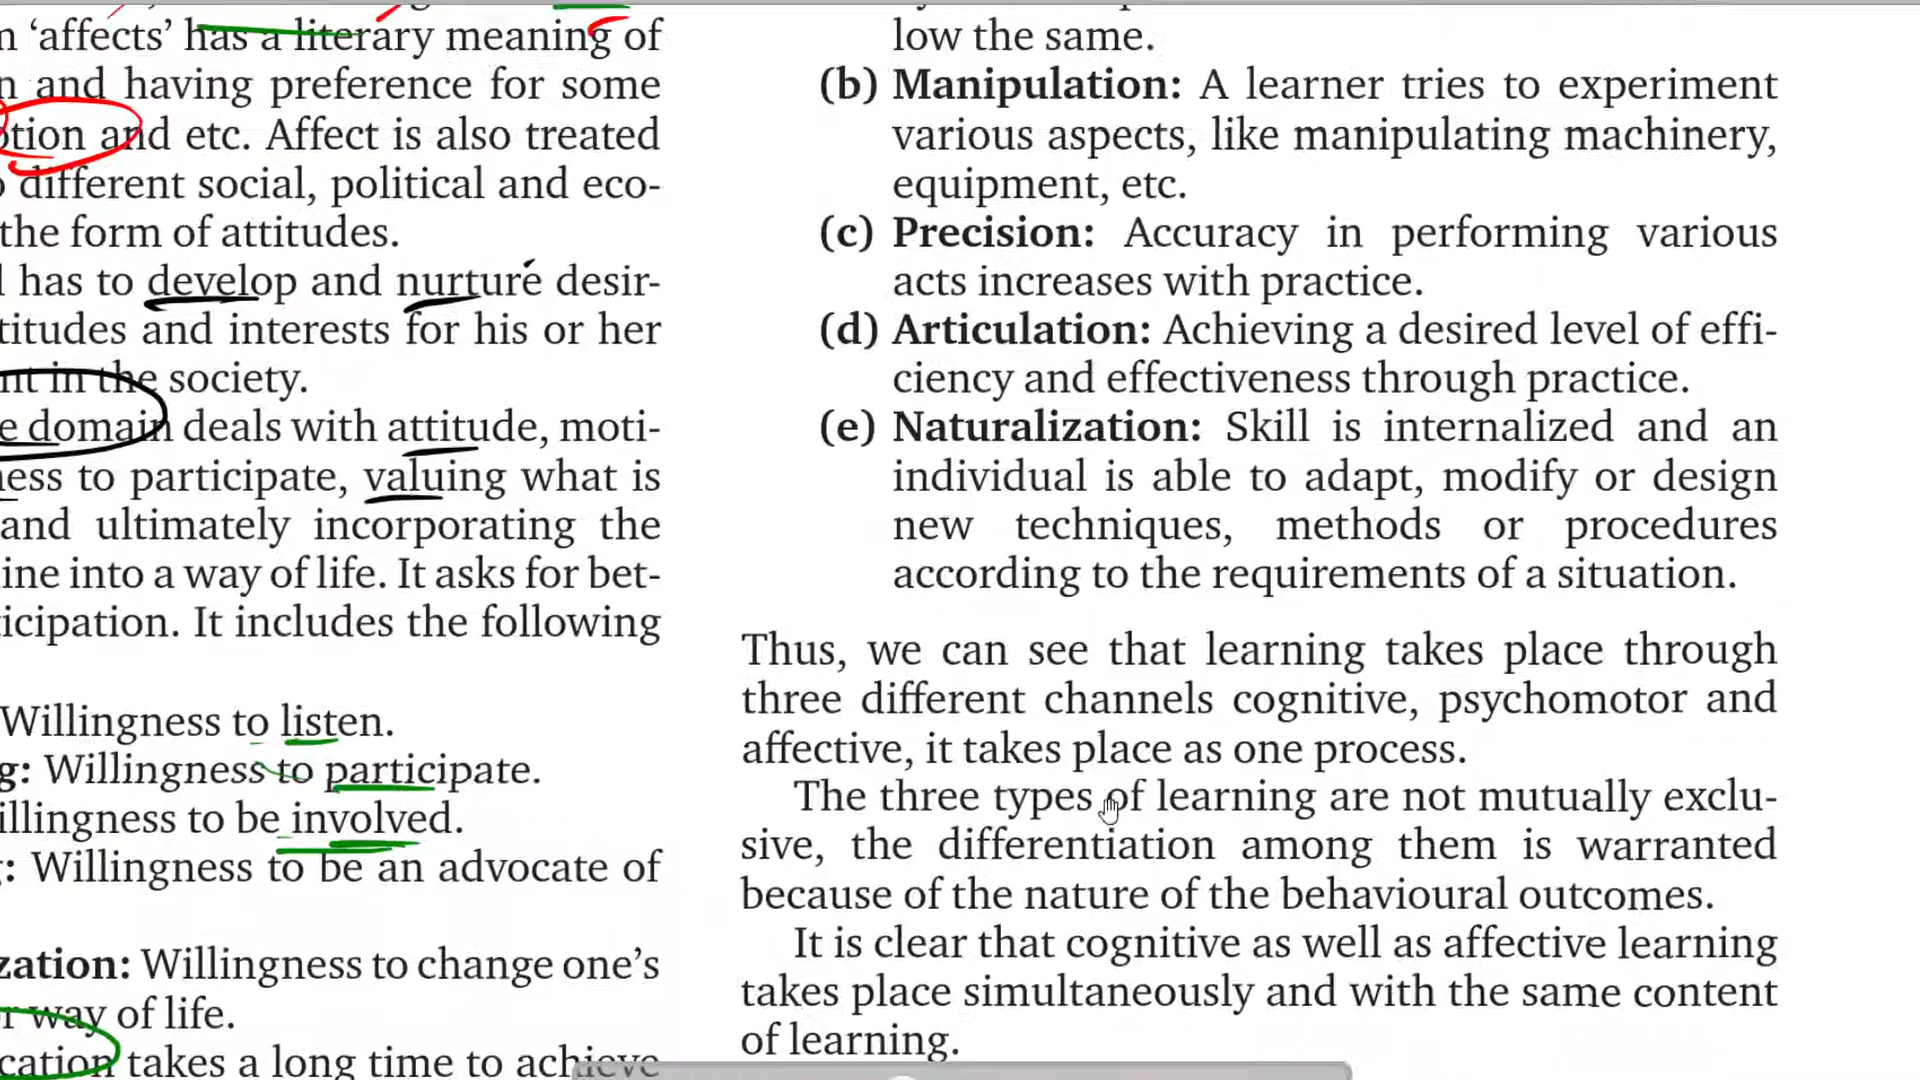 ‘affects’ has a literary meaning of
and having preference for some
and etc. Affect is also treated
different social, political and eco-
the form of attitudes.
has to develop and nurture desir-
and interests for his or her
in the society.
domain deals with attitude, moti-
to participate, valuing what is
and ultimately incorporating the
into a way of life. It asks for bet-
It includes the following
Willingness to listen.
Willingness to participate.
to be involved.
Willingness to be an advocate of
Willingness to change one’s
way of life.
takes a long time to achieve
low the same.
(b) Manipulation: A learner tries to experiment
various aspects, like manipulating machinery,
equipment, etc.
(c) Precision: Accuracy in performing various
acts increases with practice.
(d) Articulation: Achieving a desired level of effi-
ciency and effectiveness through practice.
(e) Naturalization: Skill is internalized and an
individual is able to adapt, modify or design
new techniques, methods or procedures
according to the requirements of a situation.
Thus, we can see that learning takes place through
three different channels cognitive, psychomotor and
affective, it takes place as one process.
The three types of learning are not mutually exclu-
sive, the differentiation among them is warranted
because of the nature of the behavioural outcomes.
It is clear that cognitive as well as affective learning
takes place simultaneously and with the same content
of learning.